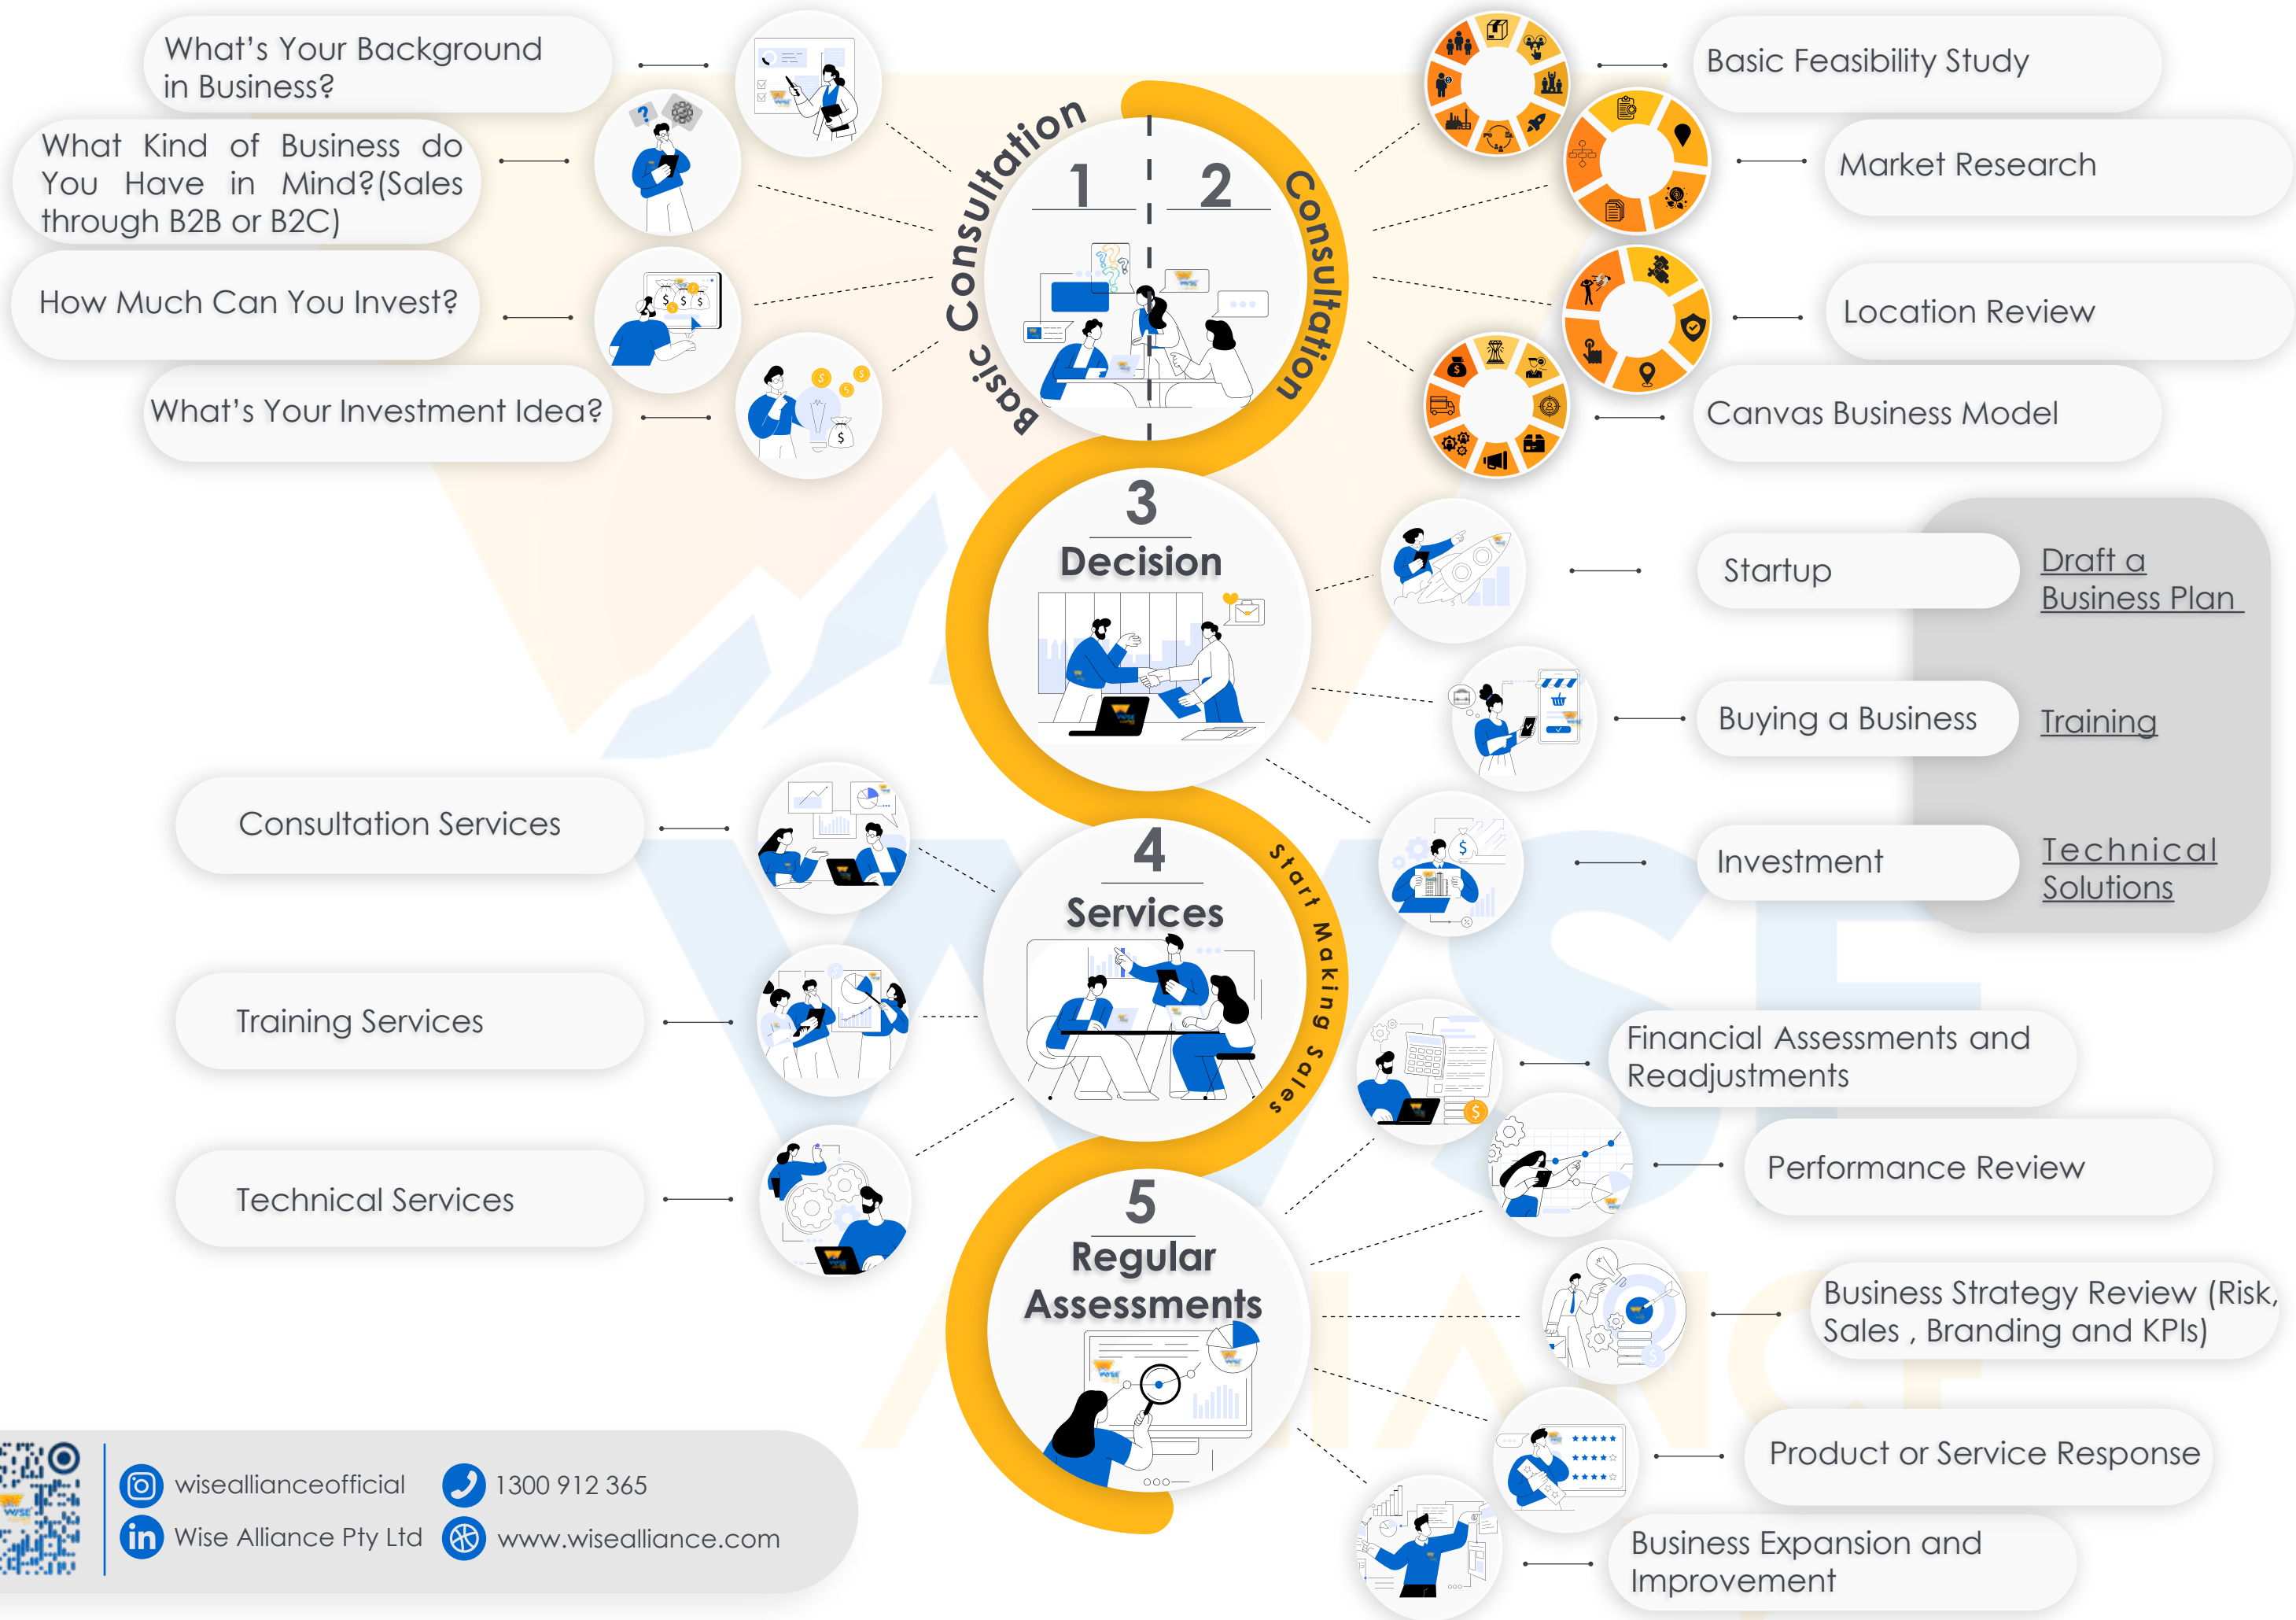 What's Your Background
in Business?
What Kind of Business do
You Have in Mind?(Sales
through B2B or B2C)
How Much Can You Invest?
What's Your Investment Idea?
1
Basic Consultation
2
Consultation
Basic Feasibility Study
Market Research
Location Review
Canvas Business Model
3
Decision
Startup
Buying a Business
Investment
Draft a
Business Plan
Training
Technical
Solutions
4
Services
Start Making Sales
Consultation Services
Training Services
Technical Services
5
Regular
Assessments
Financial Assessments and
Readjustments
Performance Review
Business Strategy Review (Risk,
Sales , Branding and KPIs)
Product or Service Response
Business Expansion and
Improvement
wiseallianceofficial
1300 912 365
Wise Alliance Pty Ltd
www.wisealliance.com
WISE
ALLIANCE